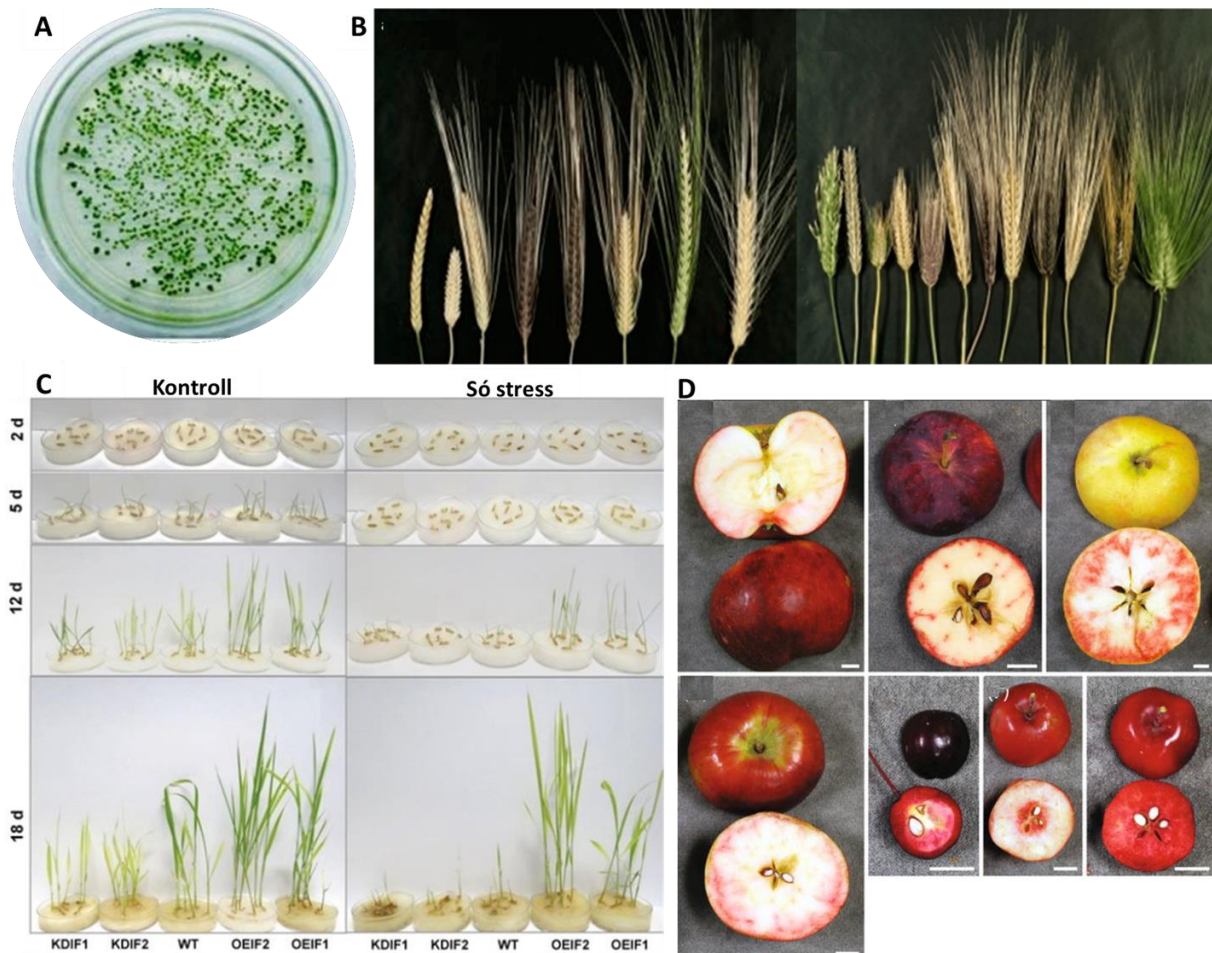 A
B
C
Kontroll
Só stress
D
2 d
5 d
12 d
18 d
KDIF1 KDIF2 WT OEIF2 OEIF1
KDIF1 KDIF2 WT OEIF2 OEIF1